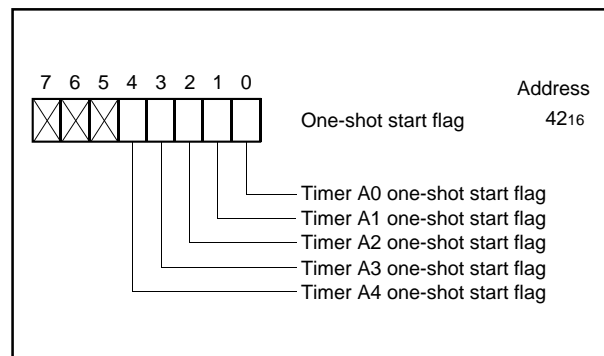 7 6 5 4 3 2 1 0
Address
One-shot start flag 4216
Timer A0 one-shot start flag
Timer A1 one-shot start flag
Timer A2 one-shot start flag
Timer A3 one-shot start flag
Timer A4 one-shot start flag